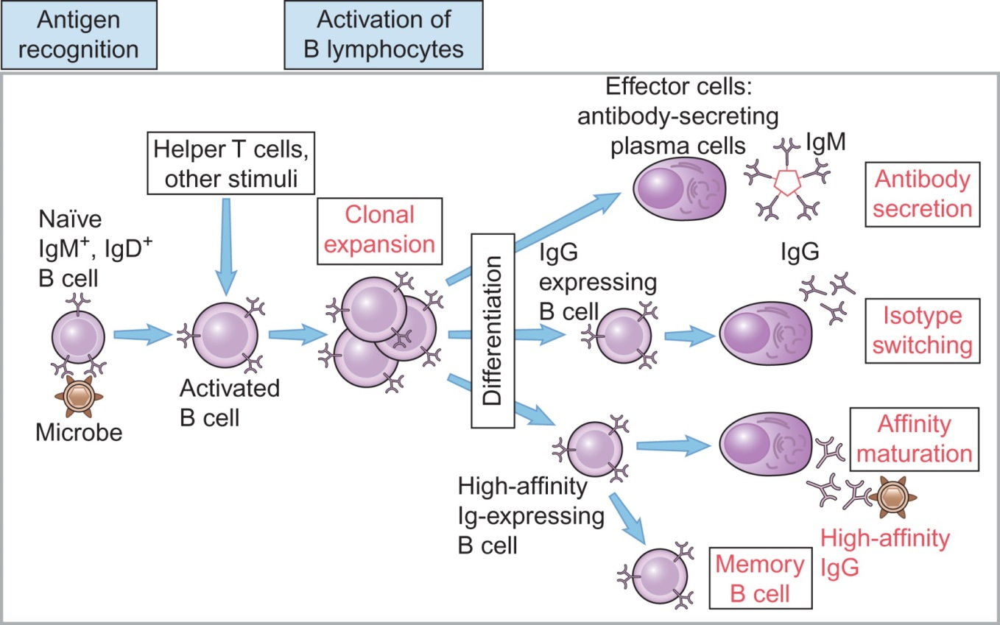 Antigen
recognition
Activation of
B lymphocytes
Helper T cells,
other stimuli
Naïve
IgM⁺, IgD⁺
B cell
Microbe
Activated
B cell
Clonal
expansion
Differentiation
Effector cells:
antibody-secreting
plasma cells
IgM
Antibody
secretion
IgG
expressing
B cell
IgG
Isotype
switching
High-affinity
Ig-expressing
B cell
Affinity
maturation
High-affinity
IgG
Memory
B cell